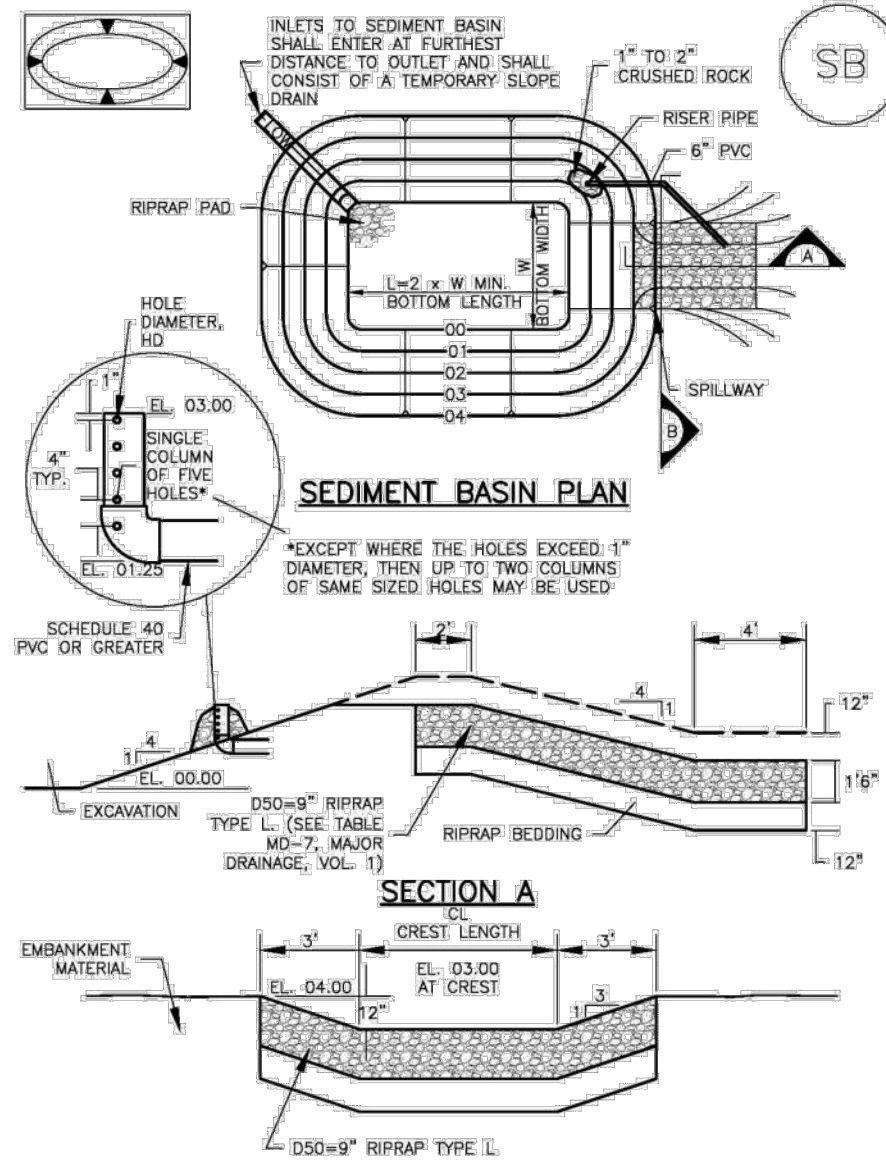 INLETS TO SEDIMENT BASIN
SHALL ENTER AT FURTHEST
DISTANCE TO OUTLET AND SHALL
CONSIST OF A TEMPORARY SLOPE
DRAIN
1" TO 2"
CRUSHED ROCK
SB
RISER PIPE
6" PVC
FLOW
RIPRAP PAD
A
L=2 x W MIN.
BOTTOM LENGTH
W
BOTTOM WIDTH
00
01
02
03
04
SPILLWAY
B
HOLE
DIAMETER,
HD
1"
EL. 03.00
4"
TYP.
SINGLE
COLUMN
OF FIVE
HOLES*
EL. 01.25
SEDIMENT BASIN PLAN
*EXCEPT WHERE THE HOLES EXCEED 1"
DIAMETER, THEN UP TO TWO COLUMNS
OF SAME SIZED HOLES MAY BE USED
SCHEDULE 40
PVC OR GREATER
2'
4'
4
1
12"
4
1
EL. 00.00
EXCAVATION
D50=9" RIPRAP
TYPE L. (SEE TABLE
MD-7, MAJOR
DRAINAGE, VOL. 1)
RIPRAP BEDDING
1'6"
12"
SECTION A
CL
CREST LENGTH
3'
3'
EMBANKMENT
MATERIAL
EL. 04.00
EL. 03.00
AT CREST
12"
3
1
D50=9" RIPRAP TYPE L